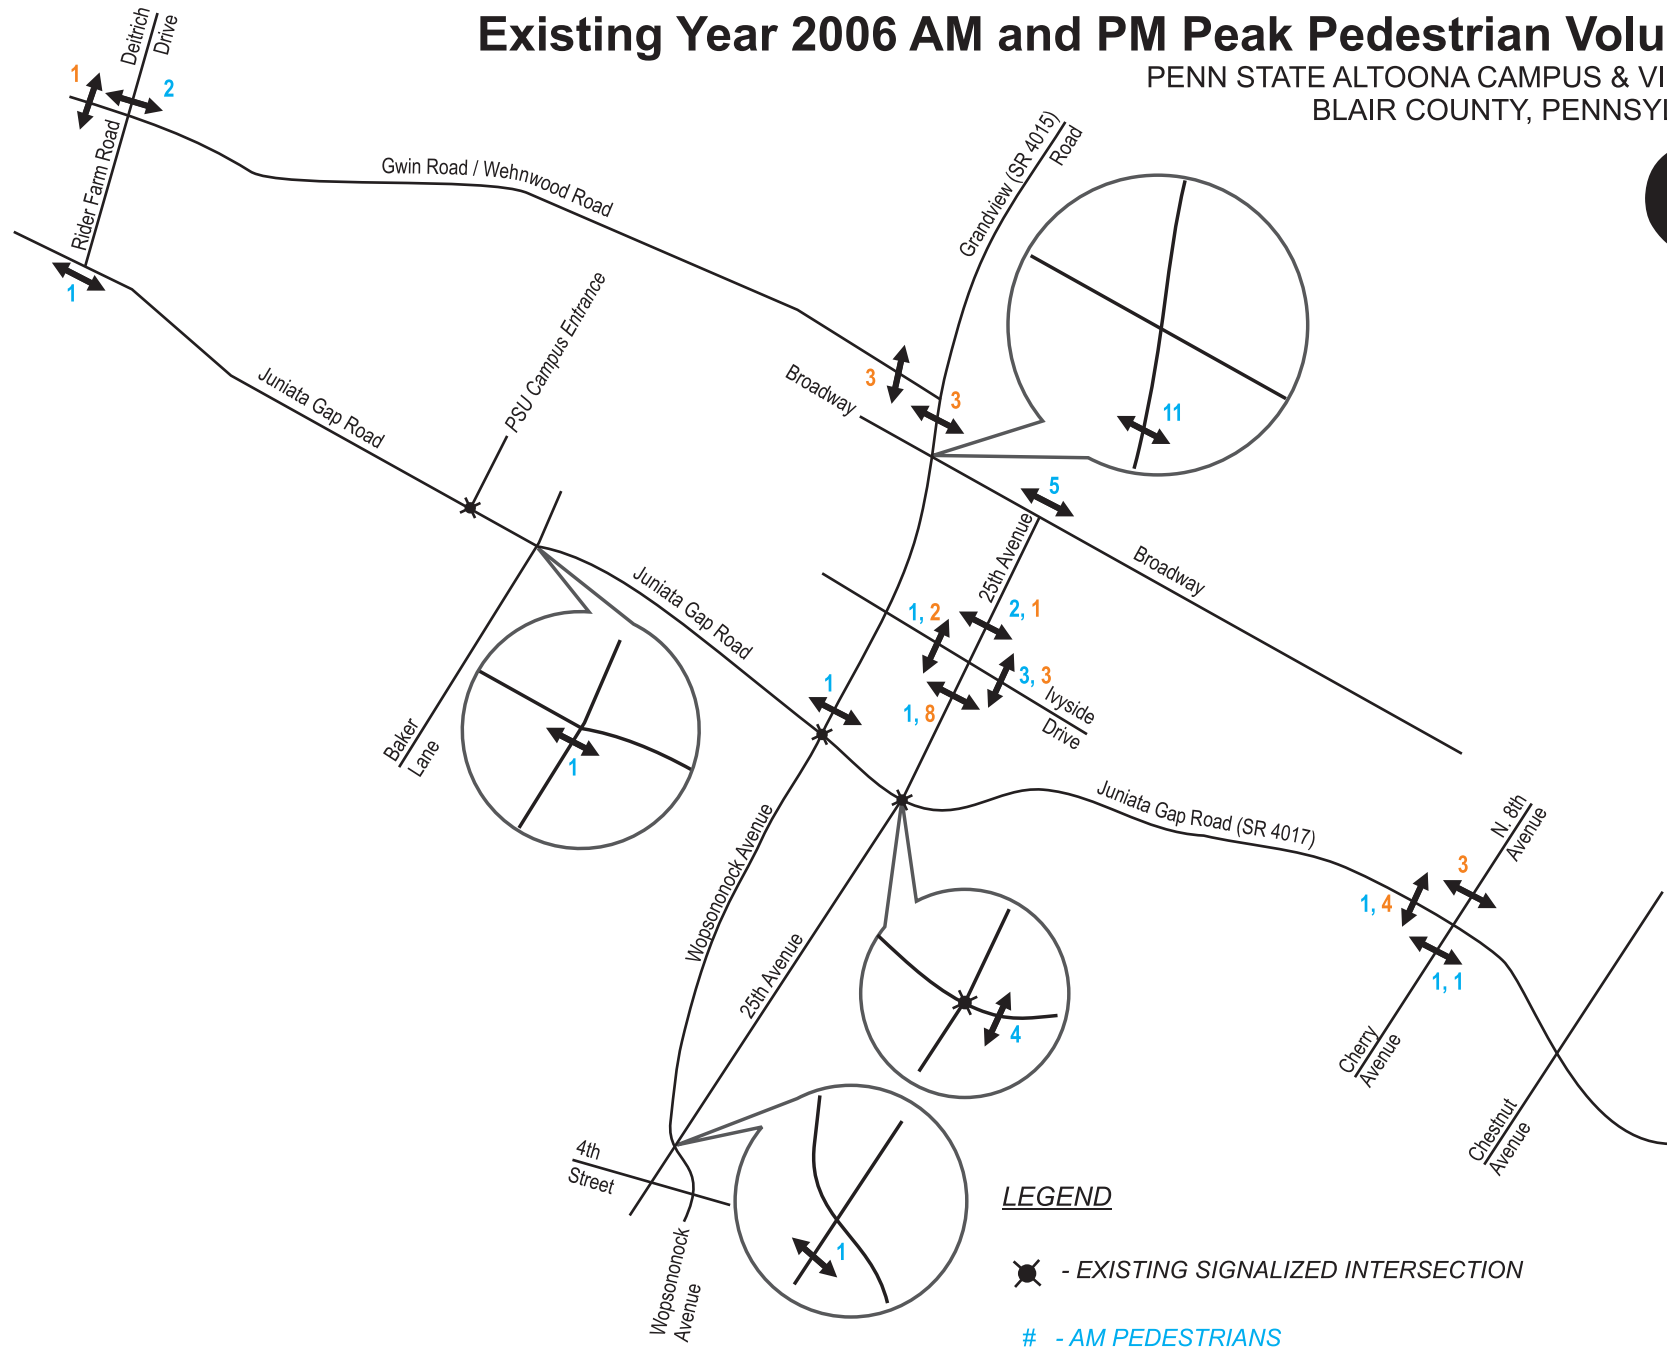 Existing Year 2006 AM and PM Peak Pedestrian Volu
PENN STATE ALTOONA CAMPUS & VI
BLAIR COUNTY, PENNSYL
Deitrich
Drive
1
2
Rider Farm Road
1
Gwin Road / Wehnwood Road
Grandview (SR 4015)
Road
PSU Campus Entrance
Juniata Gap Road
Broadway
3
3
11
5
25th Avenue
Broadway
Juniata Gap Road
1, 2
2, 1
3, 3
1, 8
Ivyside
Drive
1
Baker
Lane
1
Juniata Gap Road (SR 4017)
N. 8th
Avenue
3
1, 4
1, 1
Wopsononock Avenue
25th Avenue
4
Cherry
Avenue
Chestnut
Avenue
4th
Street
1
Wopsononock
Avenue
LEGEND
- EXISTING SIGNALIZED INTERSECTION
# - AM PEDESTRIANS